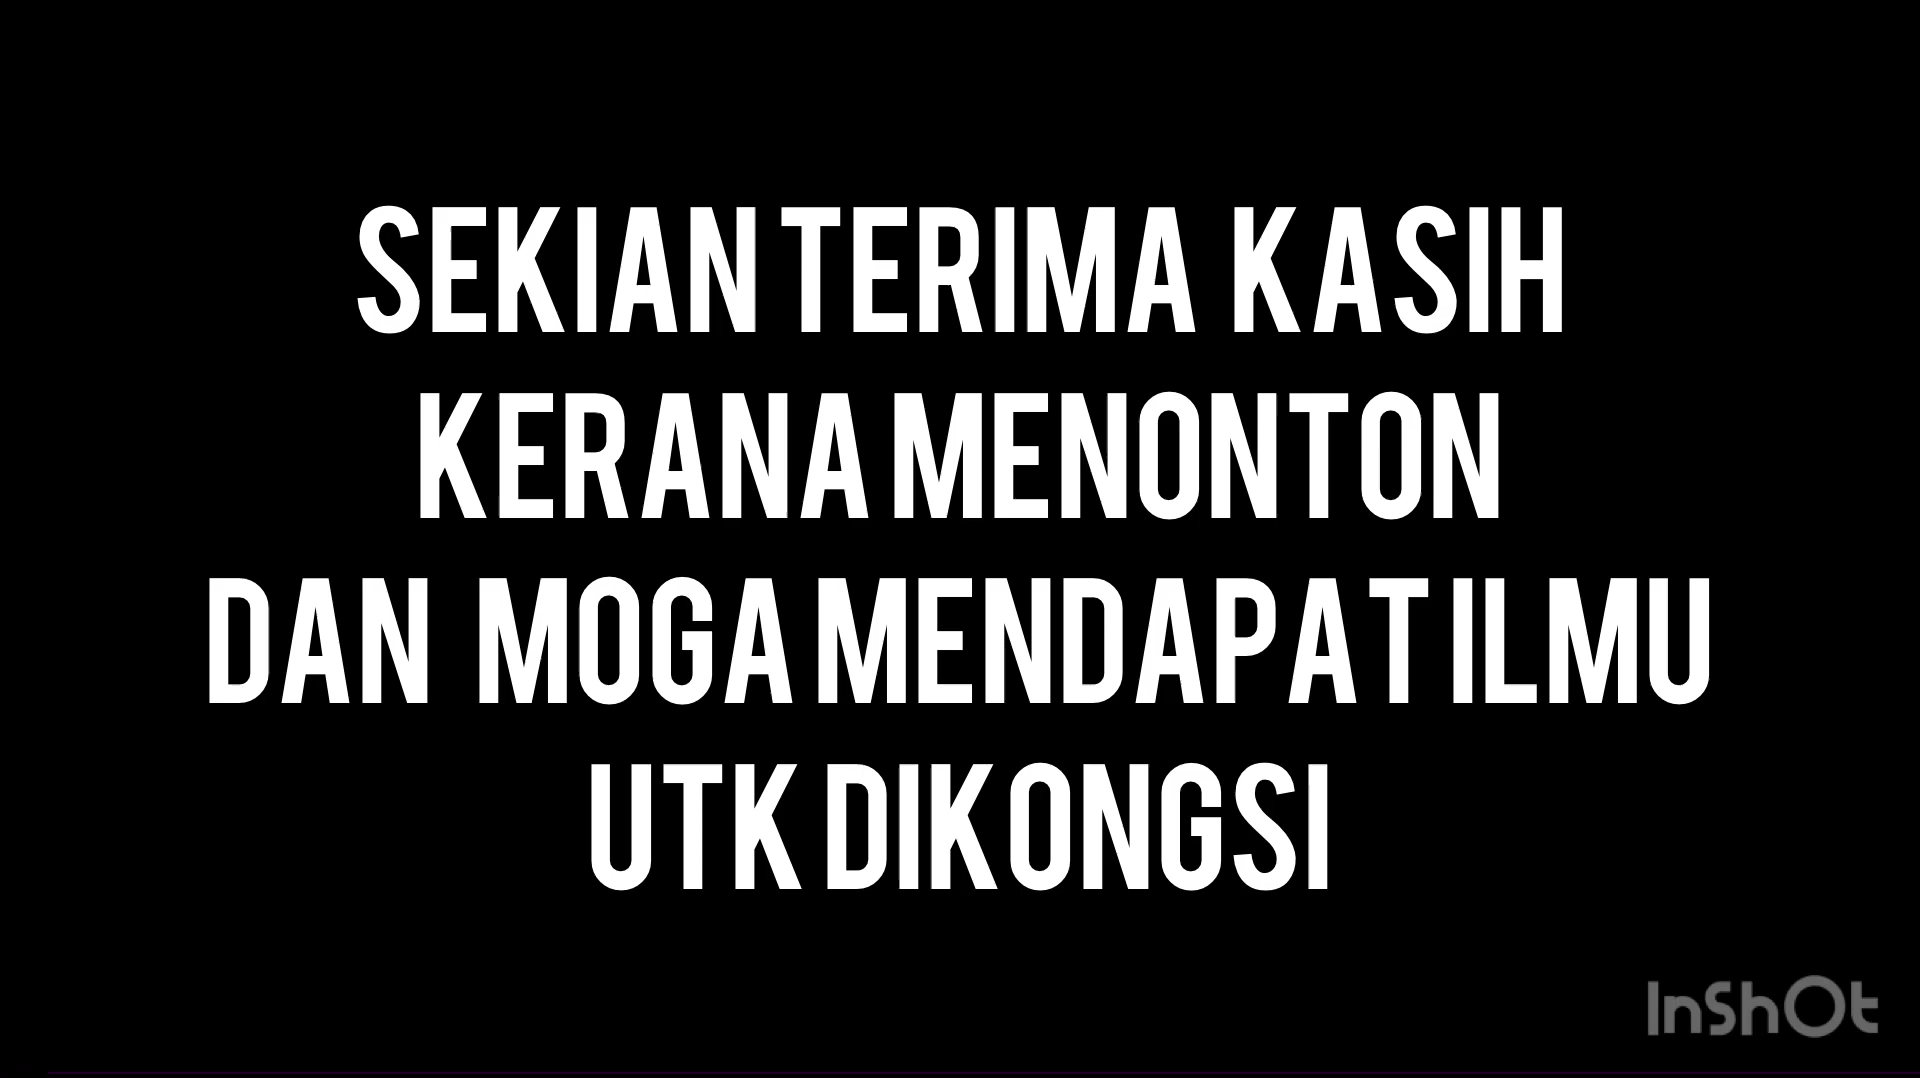 SEKIAN TERIMA KASIH
KERANA MENONTON
DAN MOGA MENDAPAT ILMU
UTK DIKONGSI
InShOt